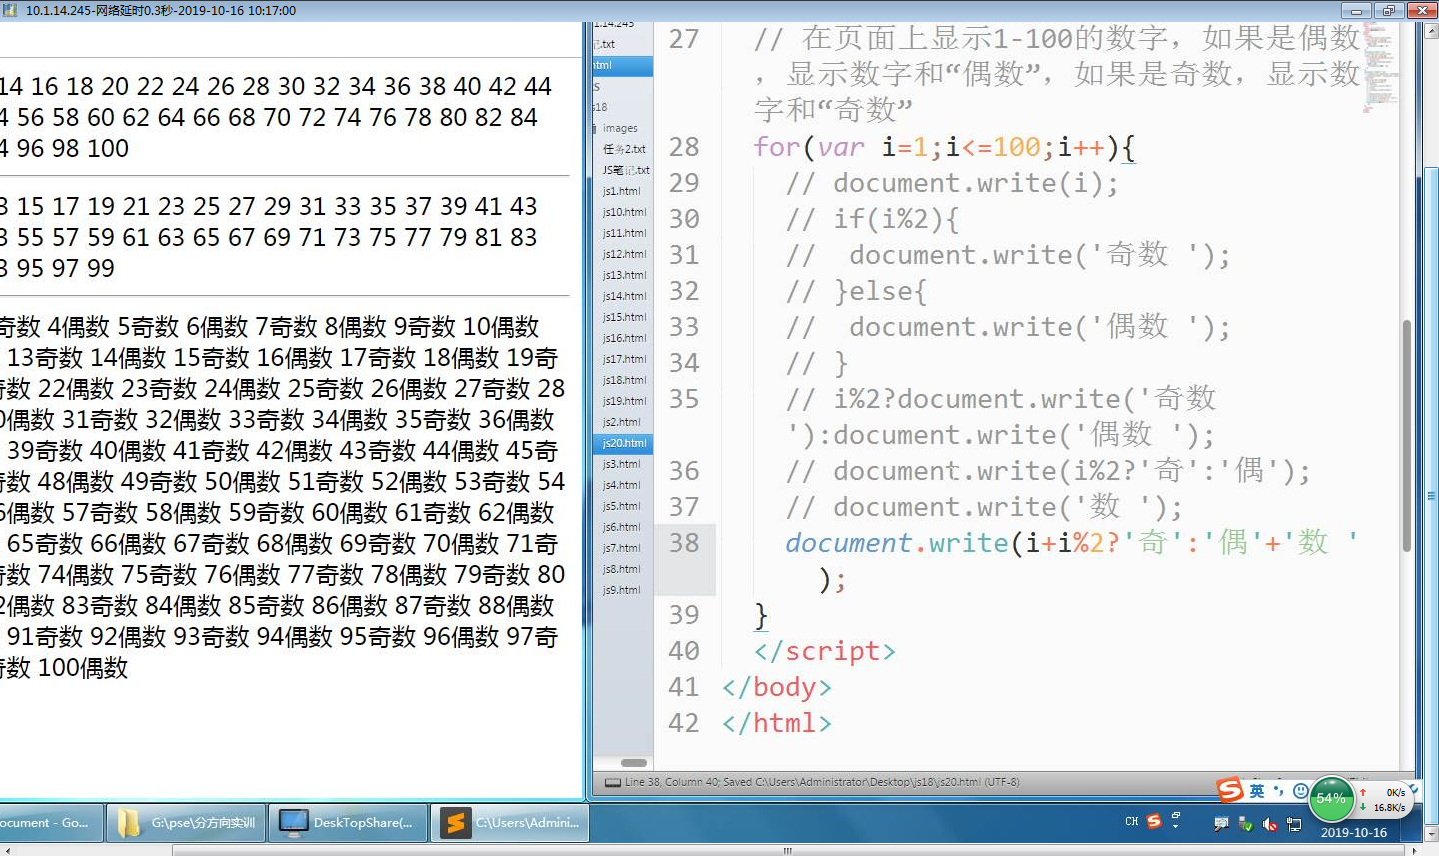 10.1.14.245-网络延时0.3秒-2019-10-16 10:17:00
14 16 18 20 22 24 26 28 30 32 34 36 38 40 42 44
56 58 60 62 64 66 68 70 72 74 76 78 80 82 84
96 98 100
15 17 19 21 23 25 27 29 31 33 35 37 39 41 43
55 57 59 61 63 65 67 69 71 73 75 77 79 81 83
95 97 99
奇数 4偶数 5奇数 6偶数 7奇数 8偶数 9奇数 10偶数
13奇数 14偶数 15奇数 16偶数 17奇数 18偶数 19奇
数 22偶数 23奇数 24偶数 25奇数 26偶数 27奇数 28
偶数 31奇数 32偶数 33奇数 34偶数 35奇数 36偶数
39奇数 40偶数 41奇数 42偶数 43奇数 44偶数 45奇
数 48偶数 49奇数 50偶数 51奇数 52偶数 53奇数 54
偶数 57奇数 58偶数 59奇数 60偶数 61奇数 62偶数
65奇数 66偶数 67奇数 68偶数 69奇数 70偶数 71奇
数 74偶数 75奇数 76偶数 77奇数 78偶数 79奇数 80
偶数 83奇数 84偶数 85奇数 86偶数 87奇数 88偶数
91奇数 92偶数 93奇数 94偶数 95奇数 96偶数 97奇
奇数 100偶数
1.14.245
记.txt
html
s
s18
images
任务2.txt
JS笔记.txt
js1.html
js10.html
js11.html
js12.html
js13.html
js14.html
js15.html
js16.html
js17.html
js18.html
js19.html
js2.html
js20.html
js3.html
js4.html
js5.html
js6.html
js7.html
js8.html
js9.html
27 // 在页面上显示1-100的数字，如果是偶数
，显示数字和“偶数”，如果是奇数，显示数
字和“奇数”
28 for(var i=1;i<=100;i++){
29 // document.write(i);
30 // if(i%2){
31 //  document.write('奇数 ');
32 // }else{
33 //  document.write('偶数 ');
34 // }
35 // i%2?document.write('奇数
'):document.write('偶数 ');
36 // document.write(i%2?'奇':'偶');
37 // document.write('数 ');
38 document.write(i+i%2?'奇':'偶'+'数 '
);
39 }
40 </script>
41 </body>
42 </html>
Line 38, Column 40; Saved C:\Users\Administrator\Desktop\js18\js20.html (UTF-8)
英
54%
0K/s
16.8K/s
ocument - Go...
G:\pse\分方向实训
DeskTopShare(...
C:\Users\Admini...
CH
2019-10-16